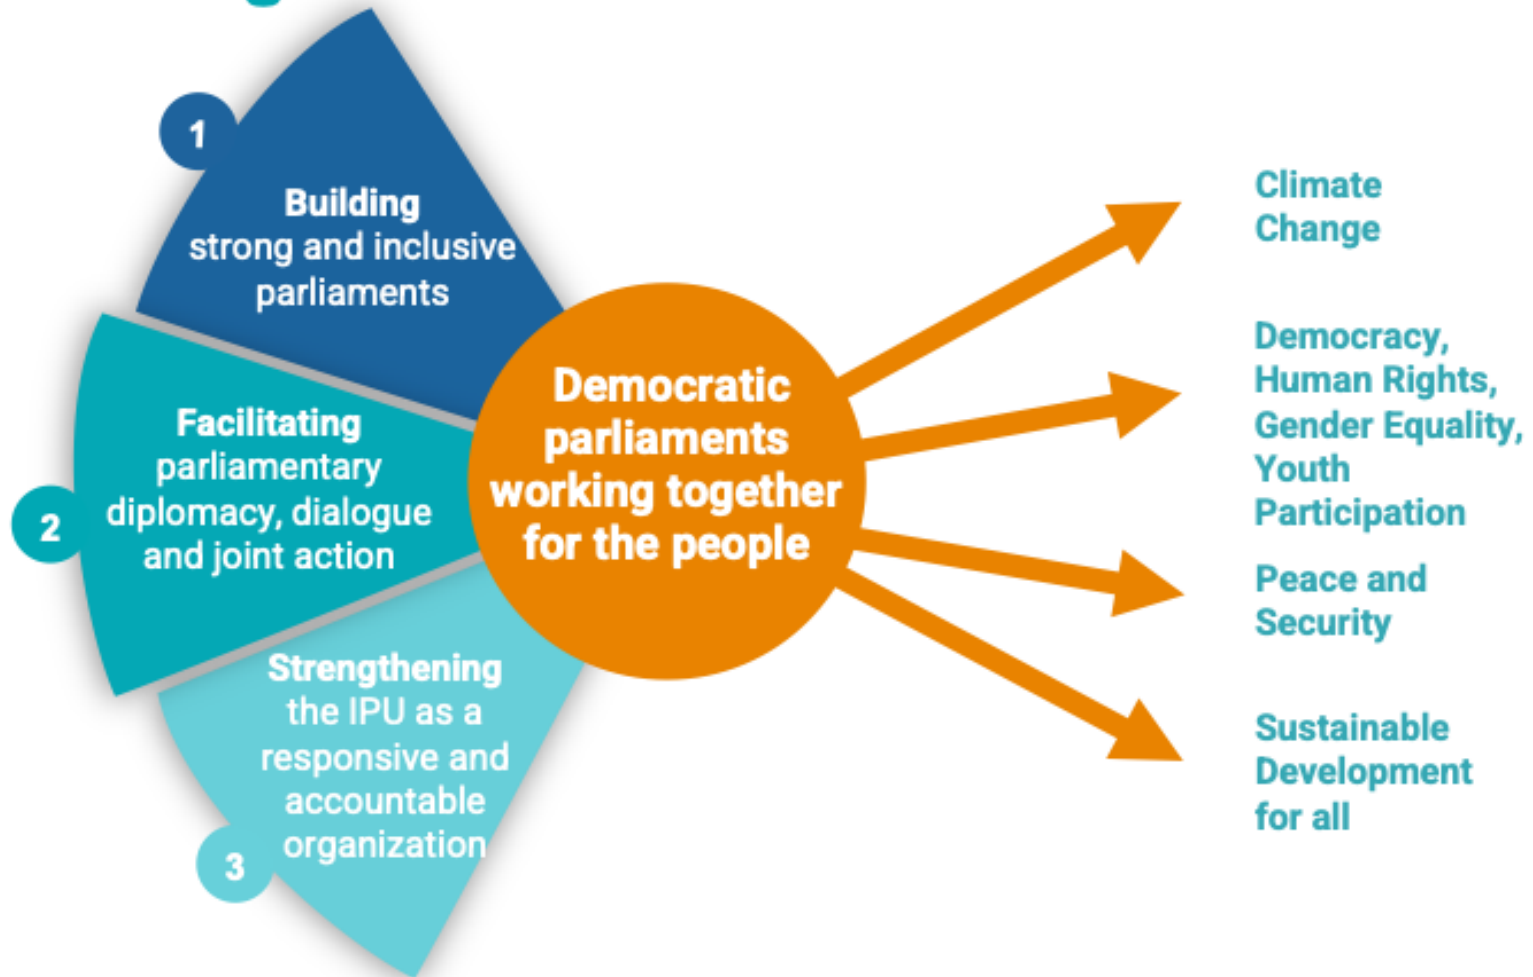 1
Building
strong and inclusive
parliaments
2
Facilitating
parliamentary
diplomacy, dialogue
and joint action
3
Strengthening
the IPU as a
responsive and
accountable
organization
Democratic
parliaments
working together
for the people
Climate
Change
Democracy,
Human Rights,
Gender Equality,
Youth
Participation
Peace and
Security
Sustainable
Development
for all